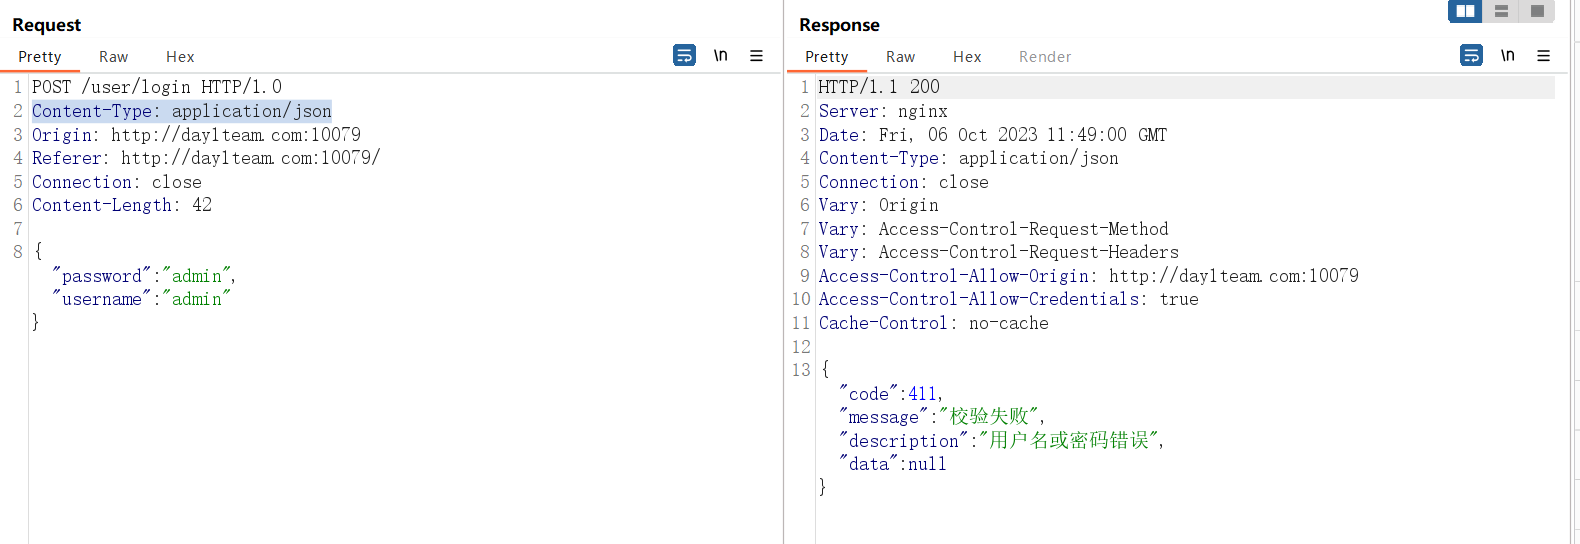 Request
Pretty Raw Hex \n
1 POST /user/login HTTP/1.0
2 Content-Type: application/json
3 Origin: http://day1team.com:10079
4 Referer: http://day1team.com:10079/
5 Connection: close
6 Content-Length: 42
7
8 {
"password":"admin",
"username":"admin"
}
Response
Pretty Raw Hex Render \n
1 HTTP/1.1 200
2 Server: nginx
3 Date: Fri, 06 Oct 2023 11:49:00 GMT
4 Content-Type: application/json
5 Connection: close
6 Vary: Origin
7 Vary: Access-Control-Request-Method
8 Vary: Access-Control-Request-Headers
9 Access-Control-Allow-Origin: http://day1team.com:10079
10 Access-Control-Allow-Credentials: true
11 Cache-Control: no-cache
12
13 {
"code":411,
"message":"校验失败",
"description":"用户名或密码错误",
"data":null
}